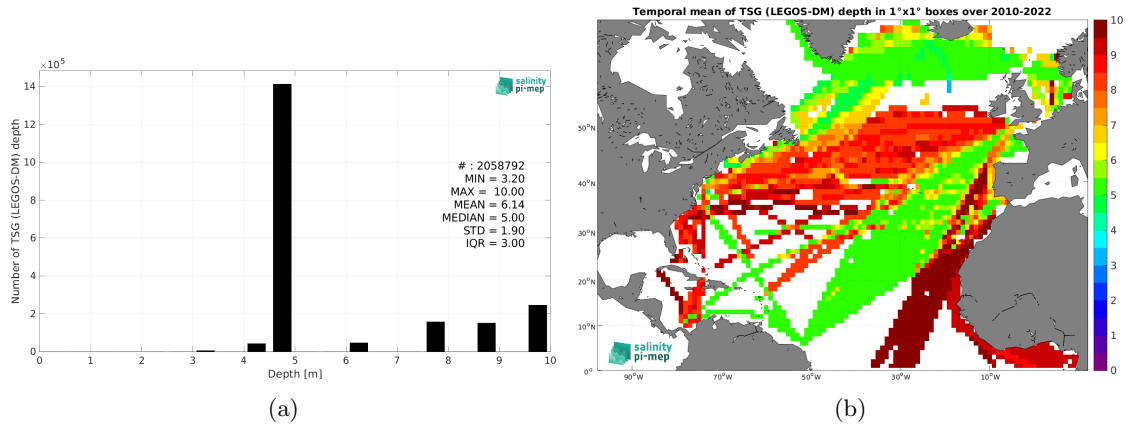 ×10⁵
14
12
10
8
6
4
2
0
Number of TSG (LEGOS-DM) depth
salinity
pi-mep
# : 2058792
MIN = 3.20
MAX = 10.00
MEAN = 6.14
MEDIAN = 5.00
STD = 1.90
IQR = 3.00
0 1 2 3 4 5 6 7 8 9 10
Depth [m]
(a)
Temporal mean of TSG (LEGOS-DM) depth in 1°x1° boxes over 2010-2022
50°N
40°N
30°N
20°N
10°N
0°
90°W 70°W 50°W 30°W 10°W
salinity
pi-mep
10
9
8
7
6
5
4
3
2
1
0
(b)